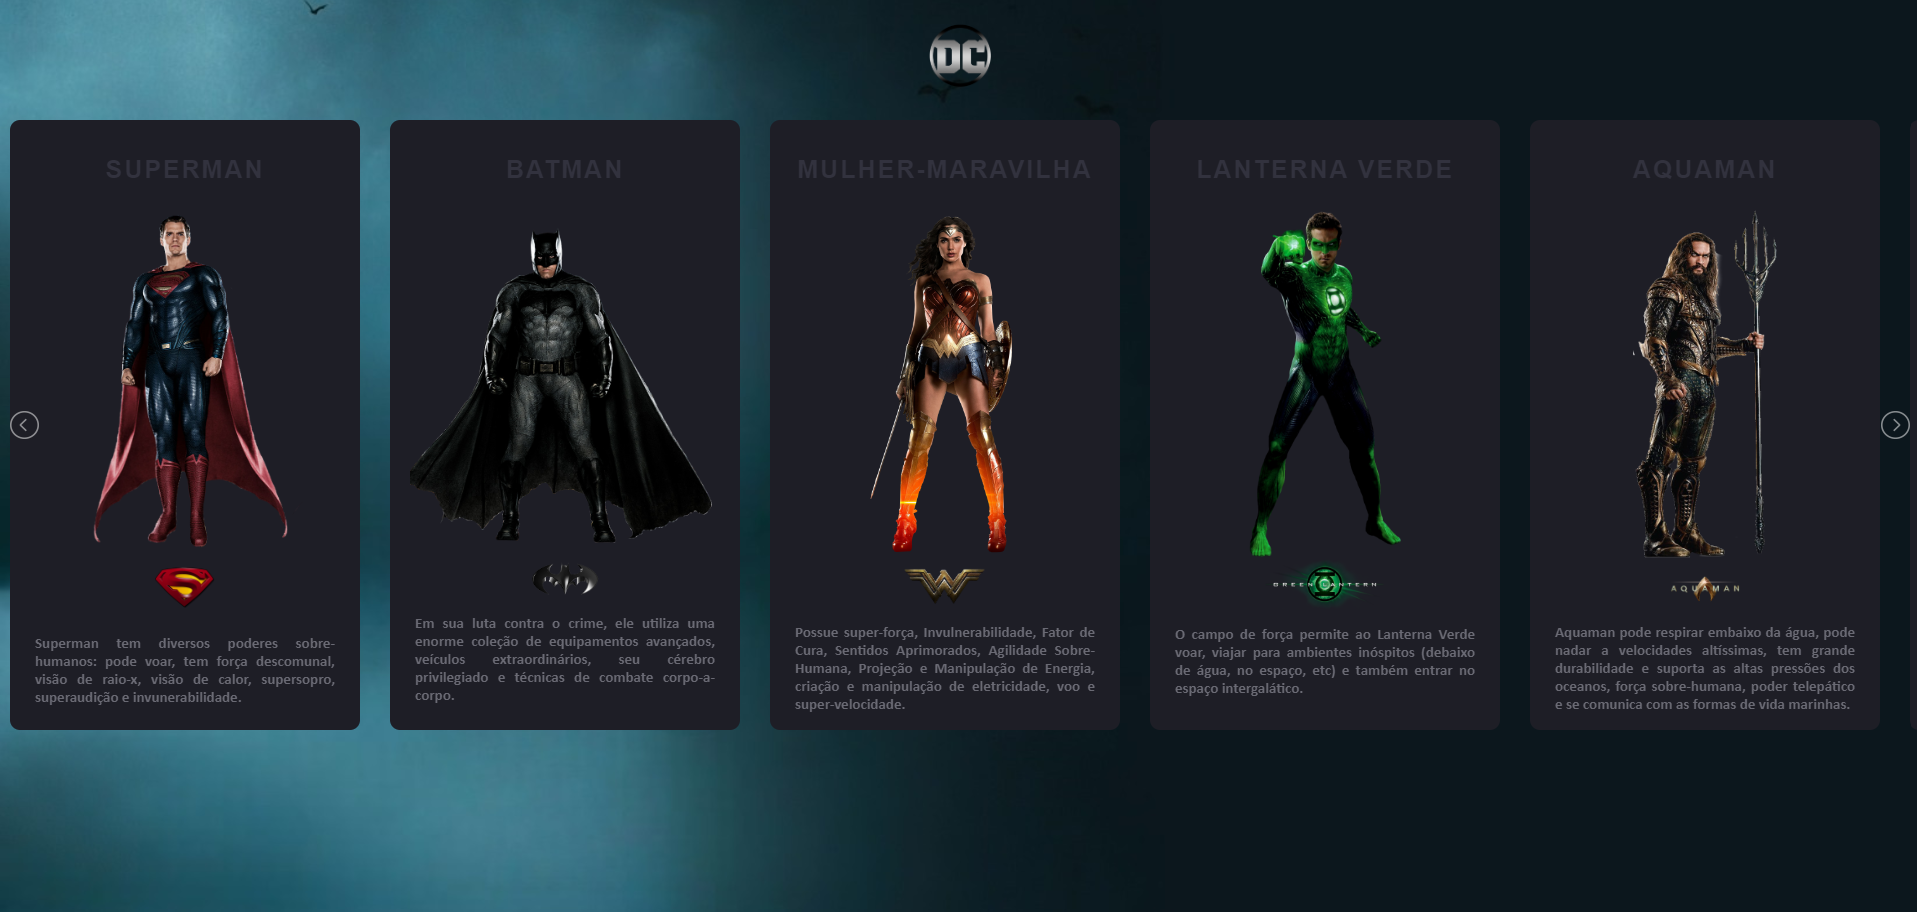 DC
SUPERMAN
Superman tem diversos poderes sobre-
humanos: pode voar, tem força descomunal,
visão de raio-x, visão de calor, supersopro,
superaudição e invunerabilidade.
BATMAN
Em sua luta contra o crime, ele utiliza uma
enorme coleção de equipamentos avançados,
veículos extraordinários, seu cérebro
privilegiado e técnicas de combate corpo-a-
corpo.
MULHER-MARAVILHA
Possue super-força, Invulnerabilidade, Fator de
Cura, Sentidos Aprimorados, Agilidade Sobre-
Humana, Projeção e Manipulação de Energia,
criação e manipulação de eletricidade, voo e
super-velocidade.
LANTERNA VERDE
GREEN LANTERN
O campo de força permite ao Lanterna Verde
voar, viajar para ambientes inóspitos (debaixo
de água, no espaço, etc) e também entrar no
espaço intergalático.
AQUAMAN
AQUAMAN
Aquaman pode respirar embaixo da água, pode
nadar a velocidades altíssimas, tem grande
durabilidade e suporta as altas pressões dos
oceanos, força sobre-humana, poder telepático
e se comunica com as formas de vida marinhas.